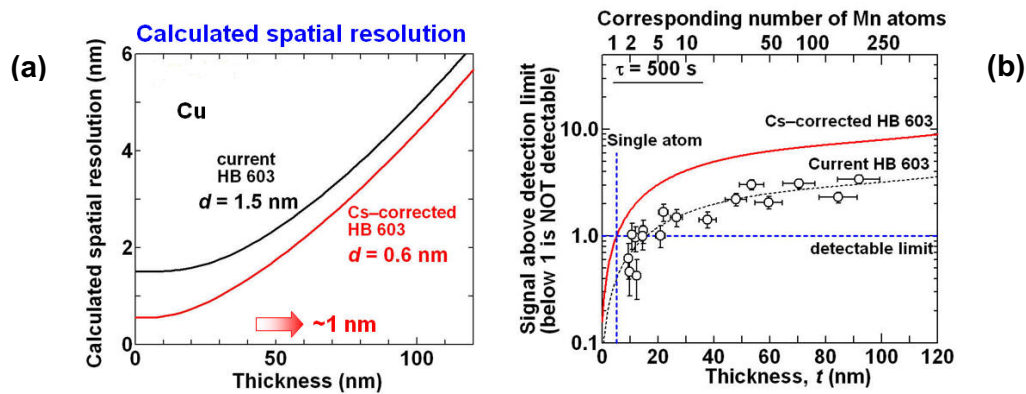 (a)
Calculated spatial resolution
Calculated spatial resolution (nm)
6
4
2
0
Cu
current
HB 603
d = 1.5 nm
Cs–corrected
HB 603
d = 0.6 nm
~1 nm
0
50
100
Thickness (nm)
(b)
Corresponding number of Mn atoms
1 2 5 10 50 100 250
τ = 500 s
Signal above detection limit
(below 1 is NOT detectable)
10.0
1.0
0.1
Single atom
Cs–corrected HB 603
Current HB 603
detectable limit
0 20 40 60 80 100 120
Thickness, t (nm)